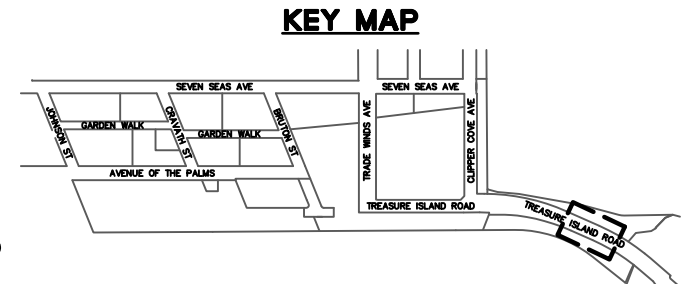 KEY MAP
SEVEN SEAS AVE
SEVEN SEAS AVE
JOHNSON ST
GARDEN WALK
CRAVATH ST
GARDEN WALK
BRUTON ST
TRADE WINDS AVE
CLIPPER COVE AVE
AVENUE OF THE PALMS
TREASURE ISLAND ROAD
TREASURE ISLAND ROAD